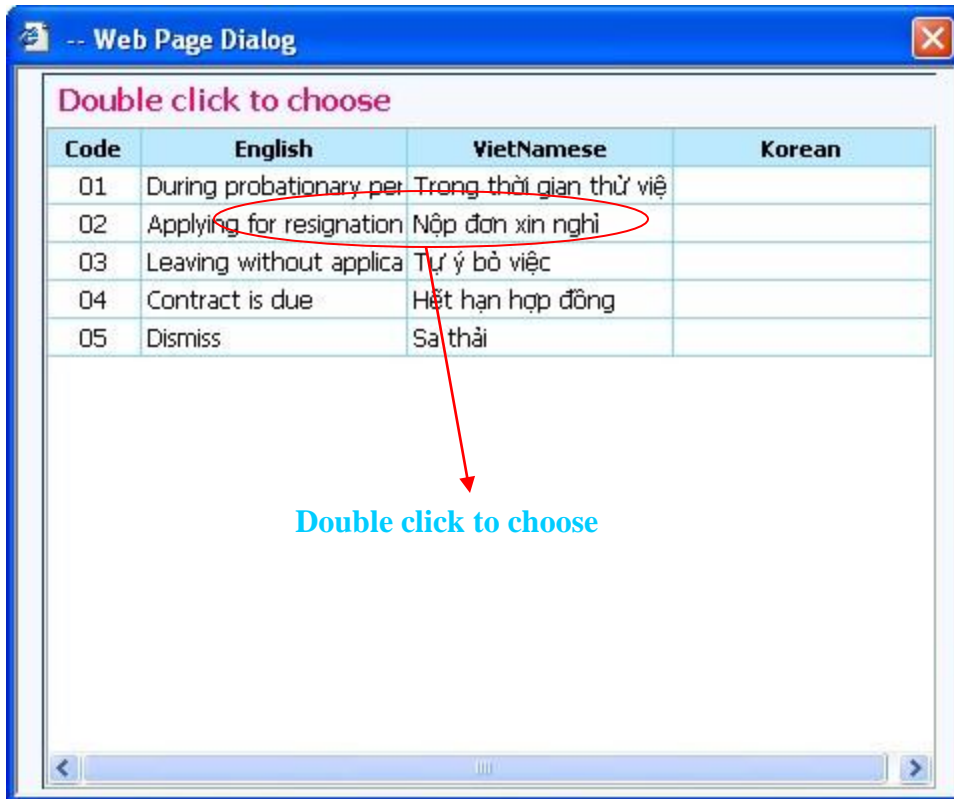 -- Web Page Dialog
Double click to choose
Code English VietNamese Korean
01 During probationary per Trong thời gian thử việ
02 Applying for resignation Nộp đơn xin nghỉ
03 Leaving without applica Tự ý bỏ việc
04 Contract is due Hết hạn hợp đồng
05 Dismiss Sa thải
Double click to choose